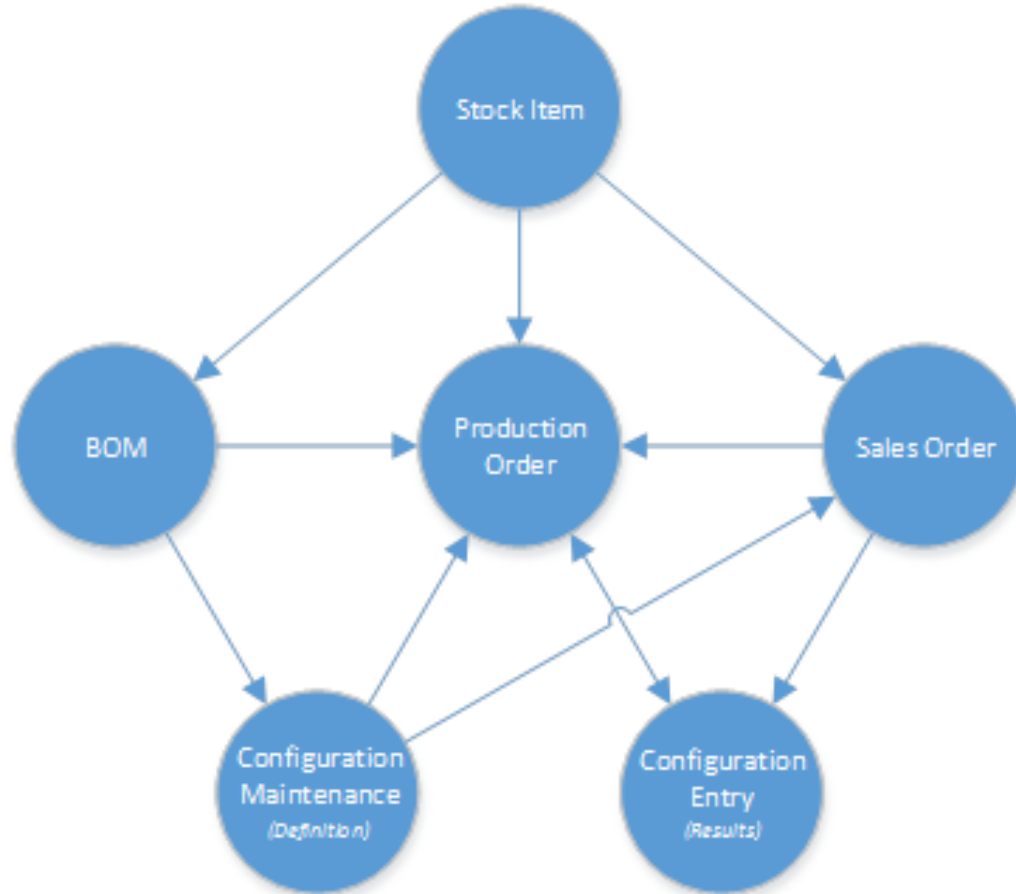 Stock Item
BOM
Production
Order
Sales Order
Configuration
Maintenance
(Definition)
Configuration
Entry
(Results)